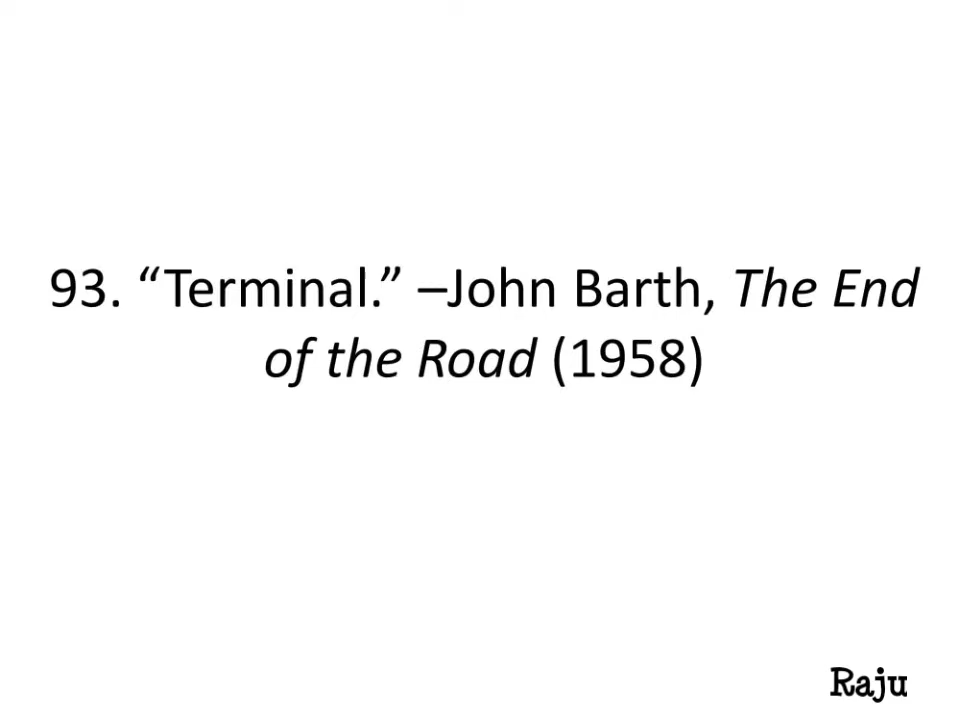 93. “Terminal.” –John Barth, The End
of the Road (1958)
Raju